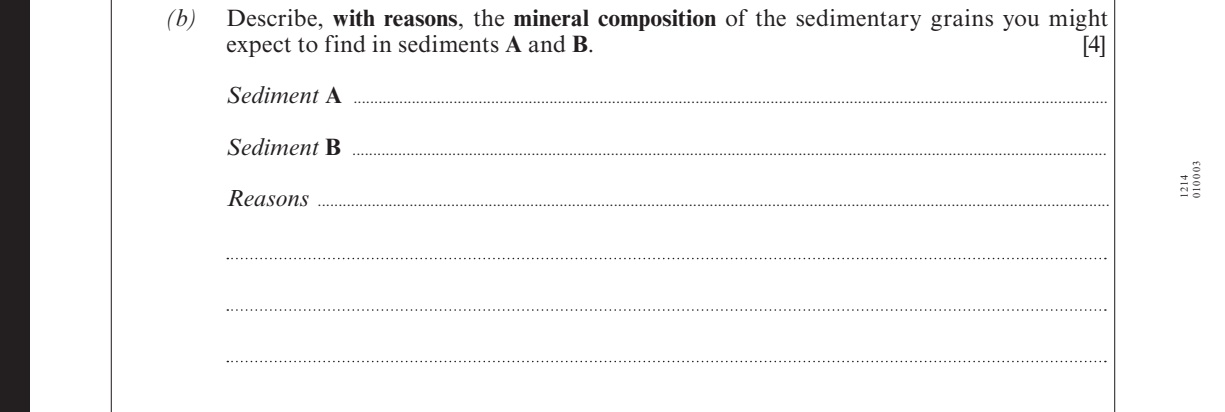 (b) Describe, with reasons, the mineral composition of the sedimentary grains you might
expect to find in sediments A and B. [4]
Sediment A
Sediment B
Reasons
1214
010003